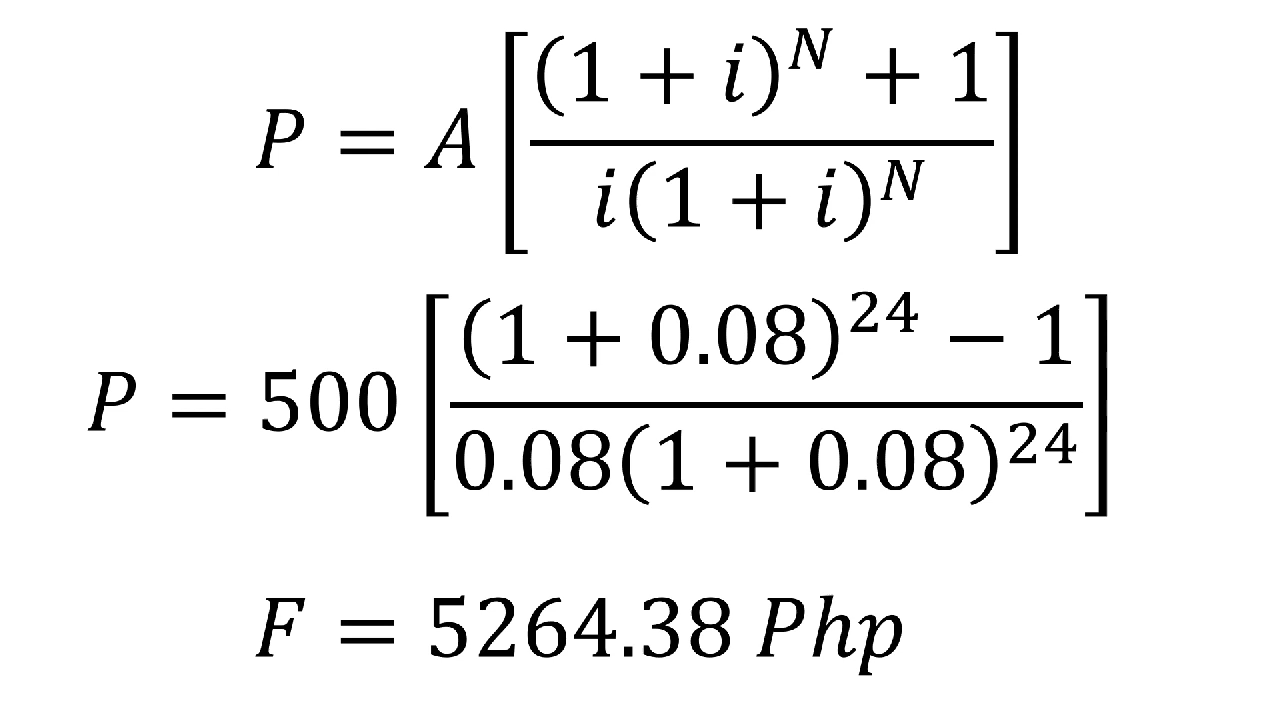 P = A [((1 + i)^N + 1) / (i(1 + i)^N)]
P = 500 [((1 + 0.08)^24 − 1) / (0.08(1 + 0.08)^24)]
F = 5264.38 Php